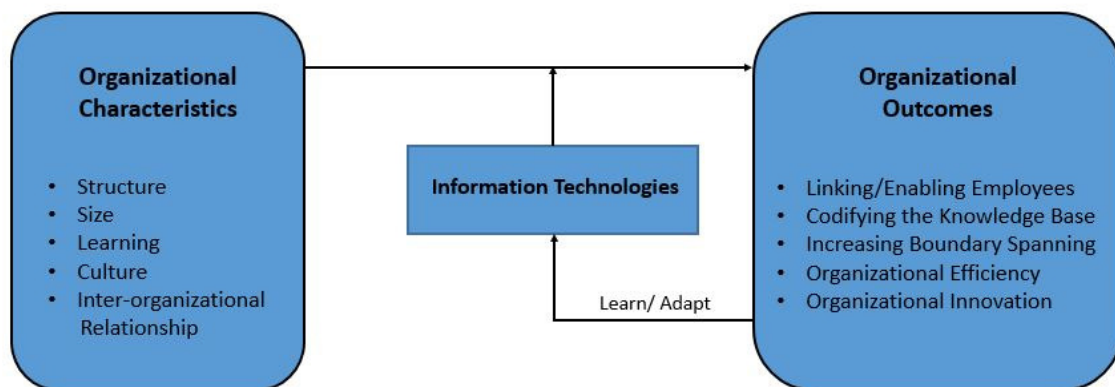 Organizational
Characteristics
• Structure
• Size
• Learning
• Culture
• Inter-organizational
Relationship
Information Technologies
Learn/ Adapt
Organizational
Outcomes
• Linking/Enabling Employees
• Codifying the Knowledge Base
• Increasing Boundary Spanning
• Organizational Efficiency
• Organizational Innovation